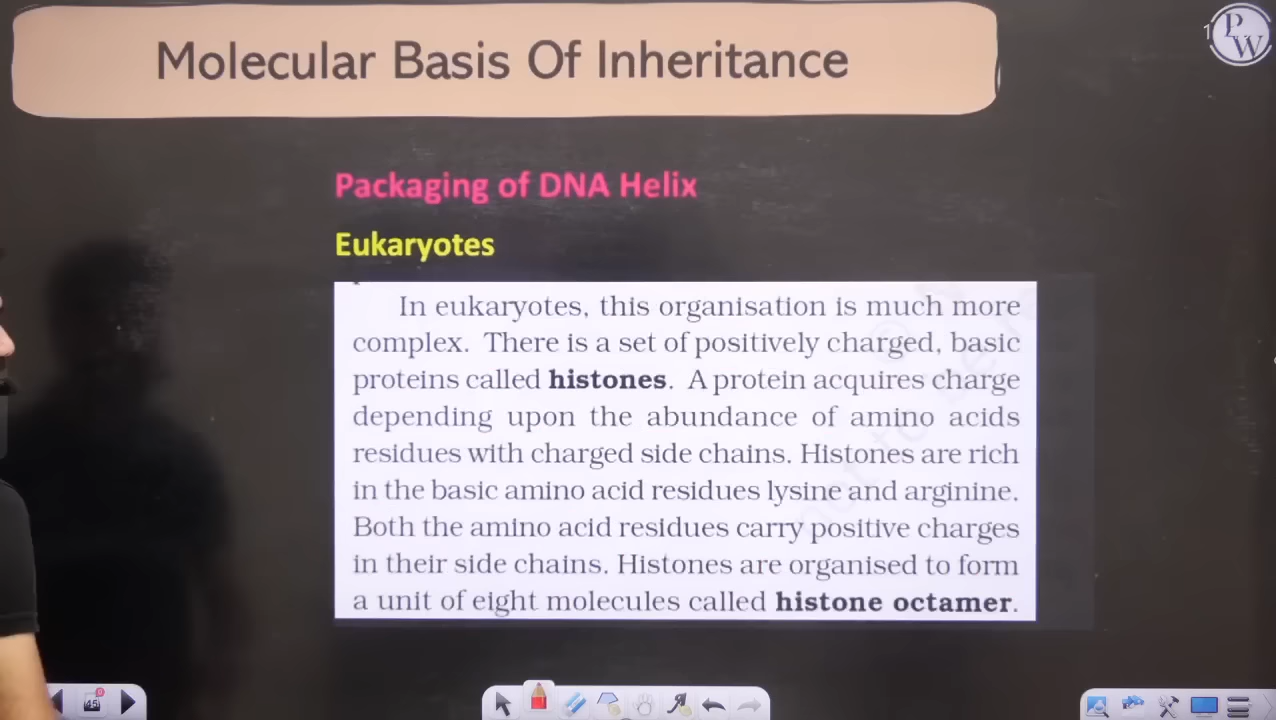 Molecular Basis Of Inheritance
PW
Packaging of DNA Helix
Eukaryotes
In eukaryotes, this organisation is much more
complex. There is a set of positively charged, basic
proteins called histones. A protein acquires charge
depending upon the abundance of amino acids
residues with charged side chains. Histones are rich
in the basic amino acid residues lysine and arginine.
Both the amino acid residues carry positive charges
in their side chains. Histones are organised to form
a unit of eight molecules called histone octamer.
45